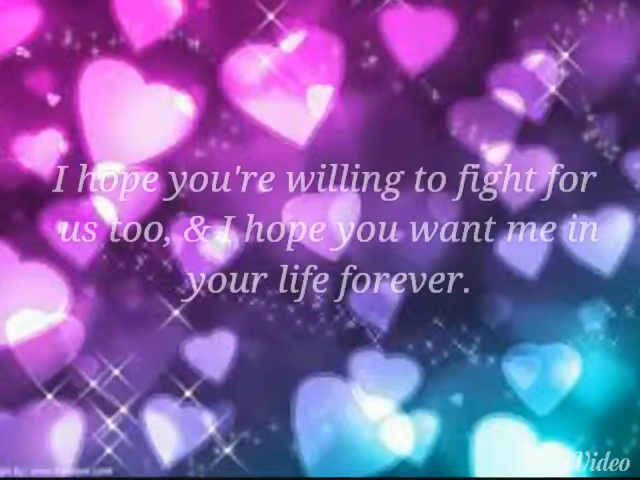 I hope you're willing to fight for
us too, & I hope you want me in
your life forever.
Video